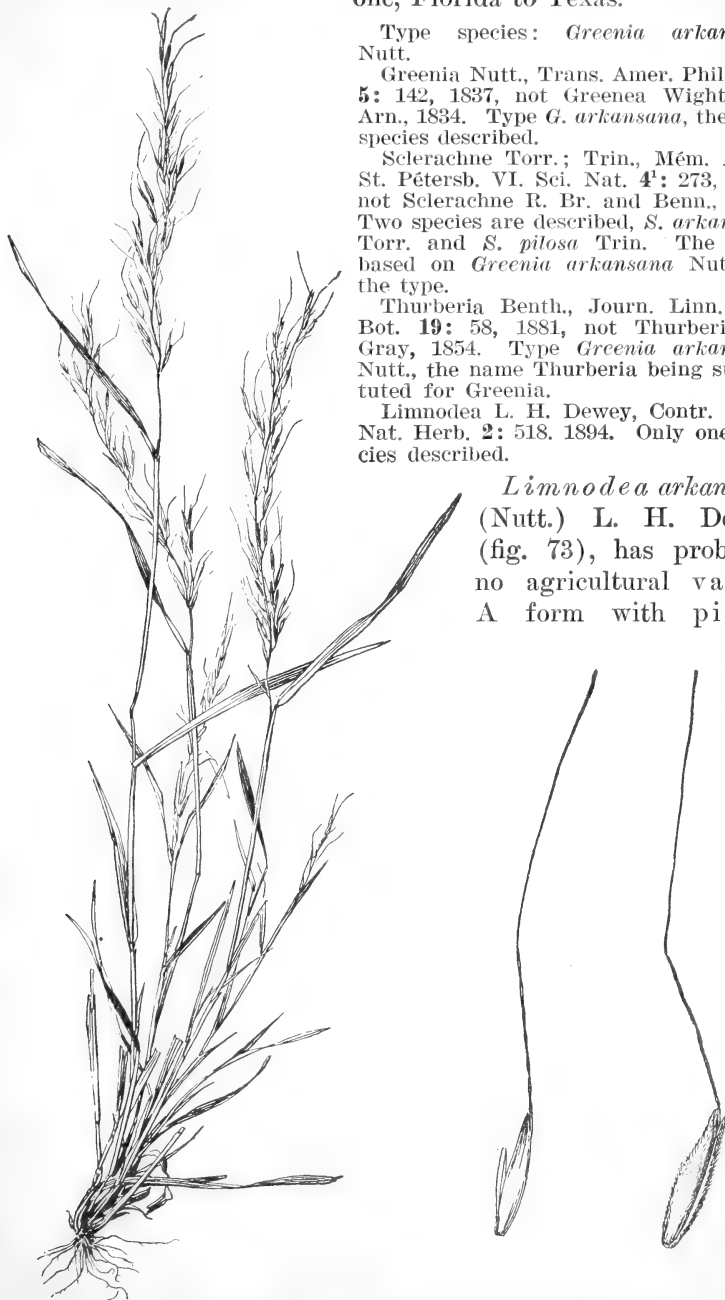 one, Florida to Texas.
Type species: Greenia arkan
Nutt.
Greenia Nutt., Trans. Amer. Phil
5: 142, 1837, not Greenea Wight
Arn., 1834. Type G. arkansana, the
species described.
Sclerachne Torr.; Trin., Mém.
St. Pétersb. VI. Sci. Nat. 4¹: 273,
not Sclerachne R. Br. and Benn.,
Two species are described, S. arkan
Torr. and S. pilosa Trin. The
based on Greenia arkansana Nut
the type.
Thurberia Benth., Journ. Linn.
Bot. 19: 58, 1881, not Thurberi
Gray, 1854. Type Greenia arkan
Nutt., the name Thurberia being su
tuted for Greenia.
Limnodea L. H. Dewey, Contr.
Nat. Herb. 2: 518. 1894. Only one
cies described.
Limnodea arkan
(Nutt.) L. H. De
(fig. 73), has prob
no agricultural va
A form with pi